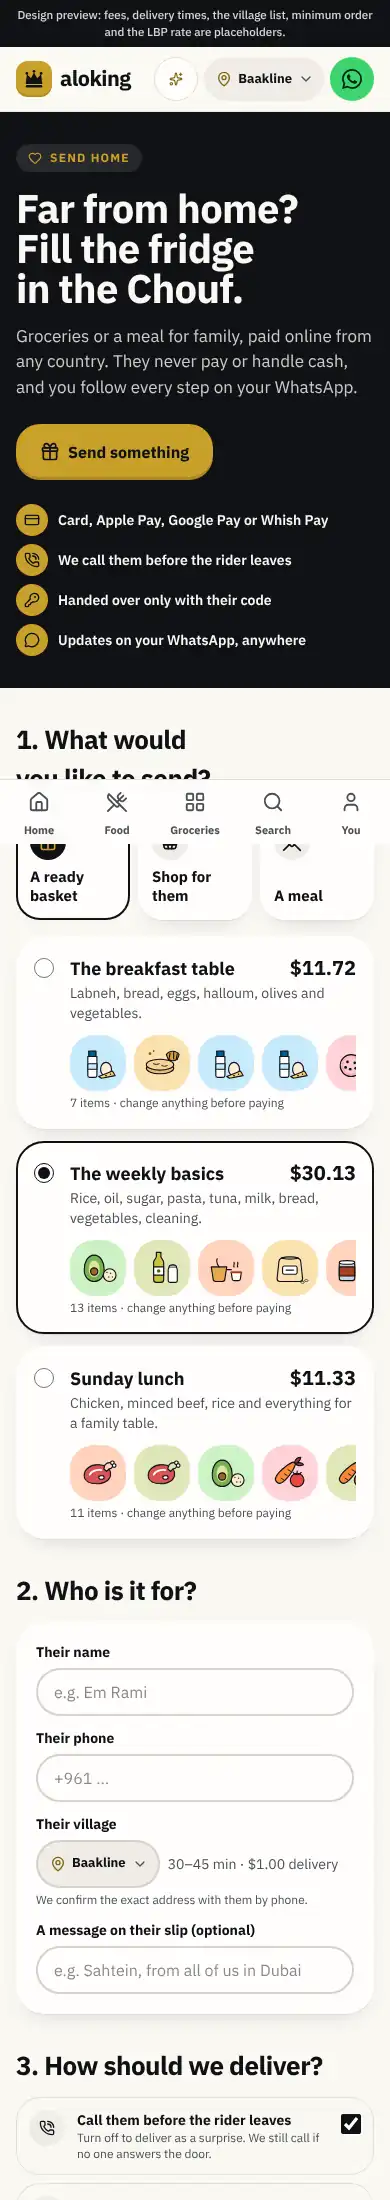 Design preview: fees, delivery times, the village list, minimum order
and the LBP rate are placeholders.
aloking
Baakline
SEND HOME
Far from home?
Fill the fridge
in the Chouf.
Groceries or a meal for family, paid online from
any country. They never pay or handle cash,
and you follow every step on your WhatsApp.
Send something
Card, Apple Pay, Google Pay or Whish Pay
We call them before the rider leaves
Handed over only with their code
Updates on your WhatsApp, anywhere
1. What would
you like to send?
Home
Food
Groceries
Search
You
A ready
basket
Shop for
them
A meal
The breakfast table
$11.72
Labneh, bread, eggs, halloum, olives and
vegetables.
7 items · change anything before paying
The weekly basics
$30.13
Rice, oil, sugar, pasta, tuna, milk, bread,
vegetables, cleaning.
13 items · change anything before paying
Sunday lunch
$11.33
Chicken, minced beef, rice and everything for
a family table.
11 items · change anything before paying
2. Who is it for?
Their name
e.g. Em Rami
Their phone
+961 ...
Their village
Baakline
30–45 min · $1.00 delivery
We confirm the exact address with them by phone.
A message on their slip (optional)
e.g. Sahtein, from all of us in Dubai
3. How should we deliver?
Call them before the rider leaves
Turn off to deliver as a surprise. We still call if
no one answers the door.